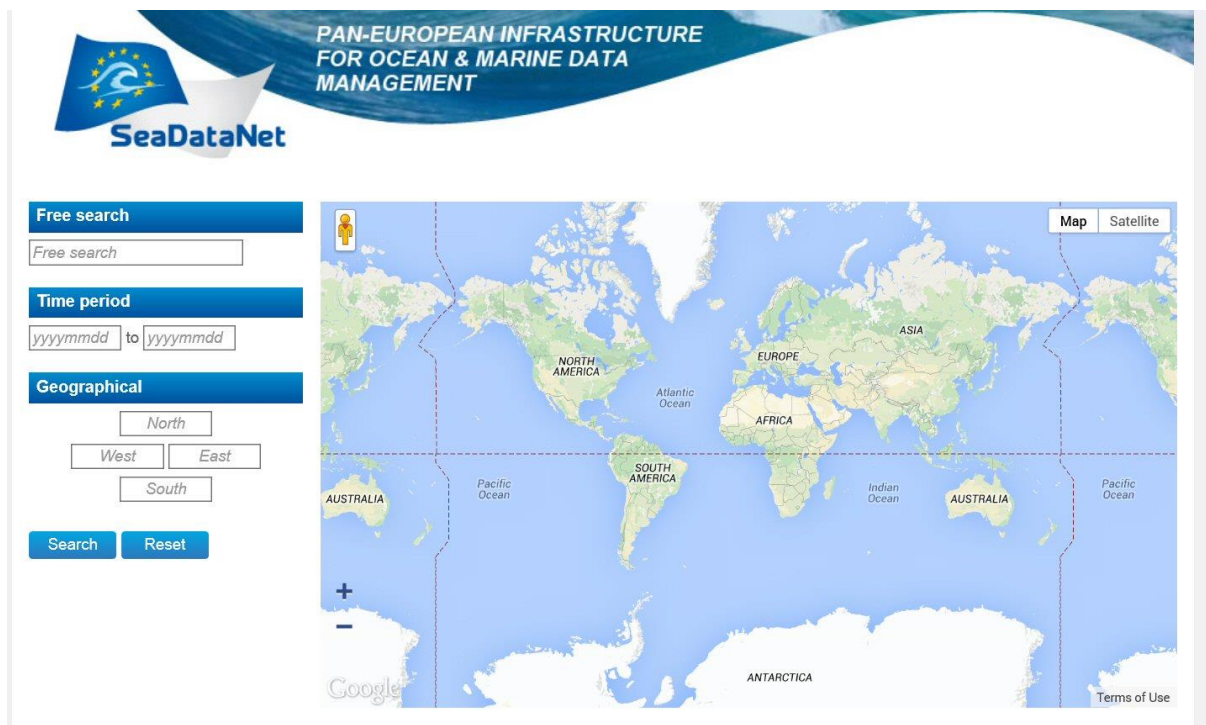 PAN-EUROPEAN INFRASTRUCTURE
FOR OCEAN & MARINE DATA
MANAGEMENT
SeaDataNet
Free search
Free search
Time period
yyyymmdd to yyyymmdd
Geographical
North
West East
South
Search Reset
Map Satellite
NORTH
AMERICA
Atlantic
Ocean
EUROPE
ASIA
AFRICA
SOUTH
AMERICA
AUSTRALIA
Pacific
Ocean
Indian
Ocean
AUSTRALIA
Pacific
Ocean
+
−
ANTARCTICA
Google
Terms of Use